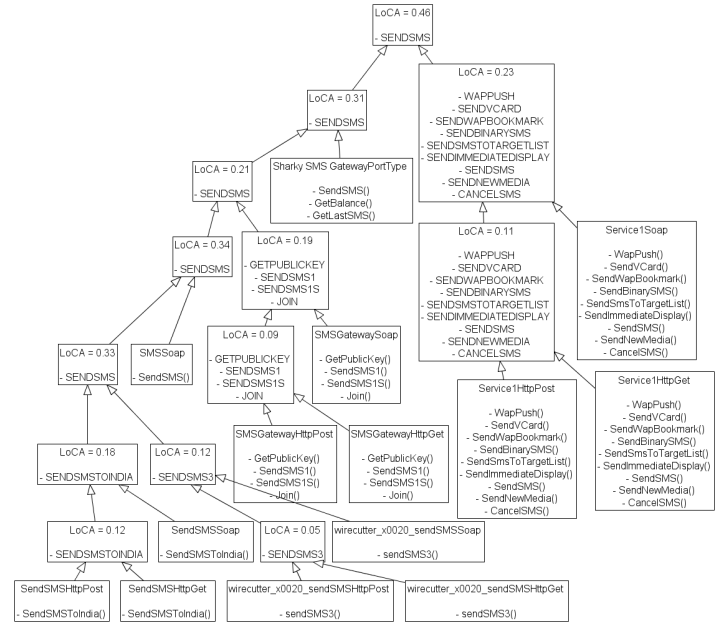 LoCA = 0.46
- SENDSMS
LoCA = 0.23
- WAPPUSH
- SENDVCARD
- SENDWAPBOOKMARK
- SENDBINARYSMS
- SENDSMSTOTARGETLIST
- SENDIMMEDIATEDISPLAY
- SENDSMS
- SENDNEWMEDIA
- CANCELSMS
LoCA = 0.31
- SENDSMS
Sharky SMS GatewayPortType
- SendSMS()
- GetBalance()
- GetLastSMS()
LoCA = 0.21
- SENDSMS
LoCA = 0.34
- SENDSMS
LoCA = 0.19
- GETPUBLICKEY
- SENDSMS1
- SENDSMS1S
- JOIN
LoCA = 0.11
- WAPPUSH
- SENDVCARD
- SENDWAPBOOKMARK
- SENDBINARYSMS
- SENDSMSTOTARGETLIST
- SENDIMMEDIATEDISPLAY
- SENDSMS
- SENDNEWMEDIA
- CANCELSMS
Service1Soap
- WapPush()
- SendVCard()
- SendWapBookmark()
- SendBinarySMS()
- SendSmsToTargetList()
- SendImmediateDisplay()
- SendSMS()
- SendNewMedia()
- CancelSMS()
LoCA = 0.33
- SENDSMS
SMSSoap
- SendSMS()
LoCA = 0.09
- GETPUBLICKEY
- SENDSMS1
- SENDSMS1S
- JOIN
SMSGatewaySoap
- GetPublicKey()
- SendSMS1()
- SendSMS1S()
- Join()
Service1HttpPost
- WapPush()
- SendVCard()
- SendWapBookmark()
- SendBinarySMS()
- SendSmsToTargetList()
- SendImmediateDisplay()
- SendSMS()
- SendNewMedia()
- CancelSMS()
Service1HttpGet
- WapPush()
- SendVCard()
- SendWapBookmark()
- SendBinarySMS()
- SendSmsToTargetList()
- SendImmediateDisplay()
- SendSMS()
- SendNewMedia()
- CancelSMS()
LoCA = 0.18
- SENDSMSTOINDIA
LoCA = 0.12
- SENDSMS3
SMSGatewayHttpPost
- GetPublicKey()
- SendSMS1()
- SendSMS1S()
- Join()
SMSGatewayHttpGet
- GetPublicKey()
- SendSMS1()
- SendSMS1S()
- Join()
LoCA = 0.12
- SENDSMSTOINDIA
SendSMSSoap
- SendSMSToIndia()
LoCA = 0.05
- SENDSMS3
wirecutter_x0020_sendSMSSoap
- sendSMS3()
SendSMSHttpPost
- SendSMSToIndia()
SendSMSHttpGet
- SendSMSToIndia()
wirecutter_x0020_sendSMSHttpPost
- sendSMS3()
wirecutter_x0020_sendSMSHttpGet
- sendSMS3()